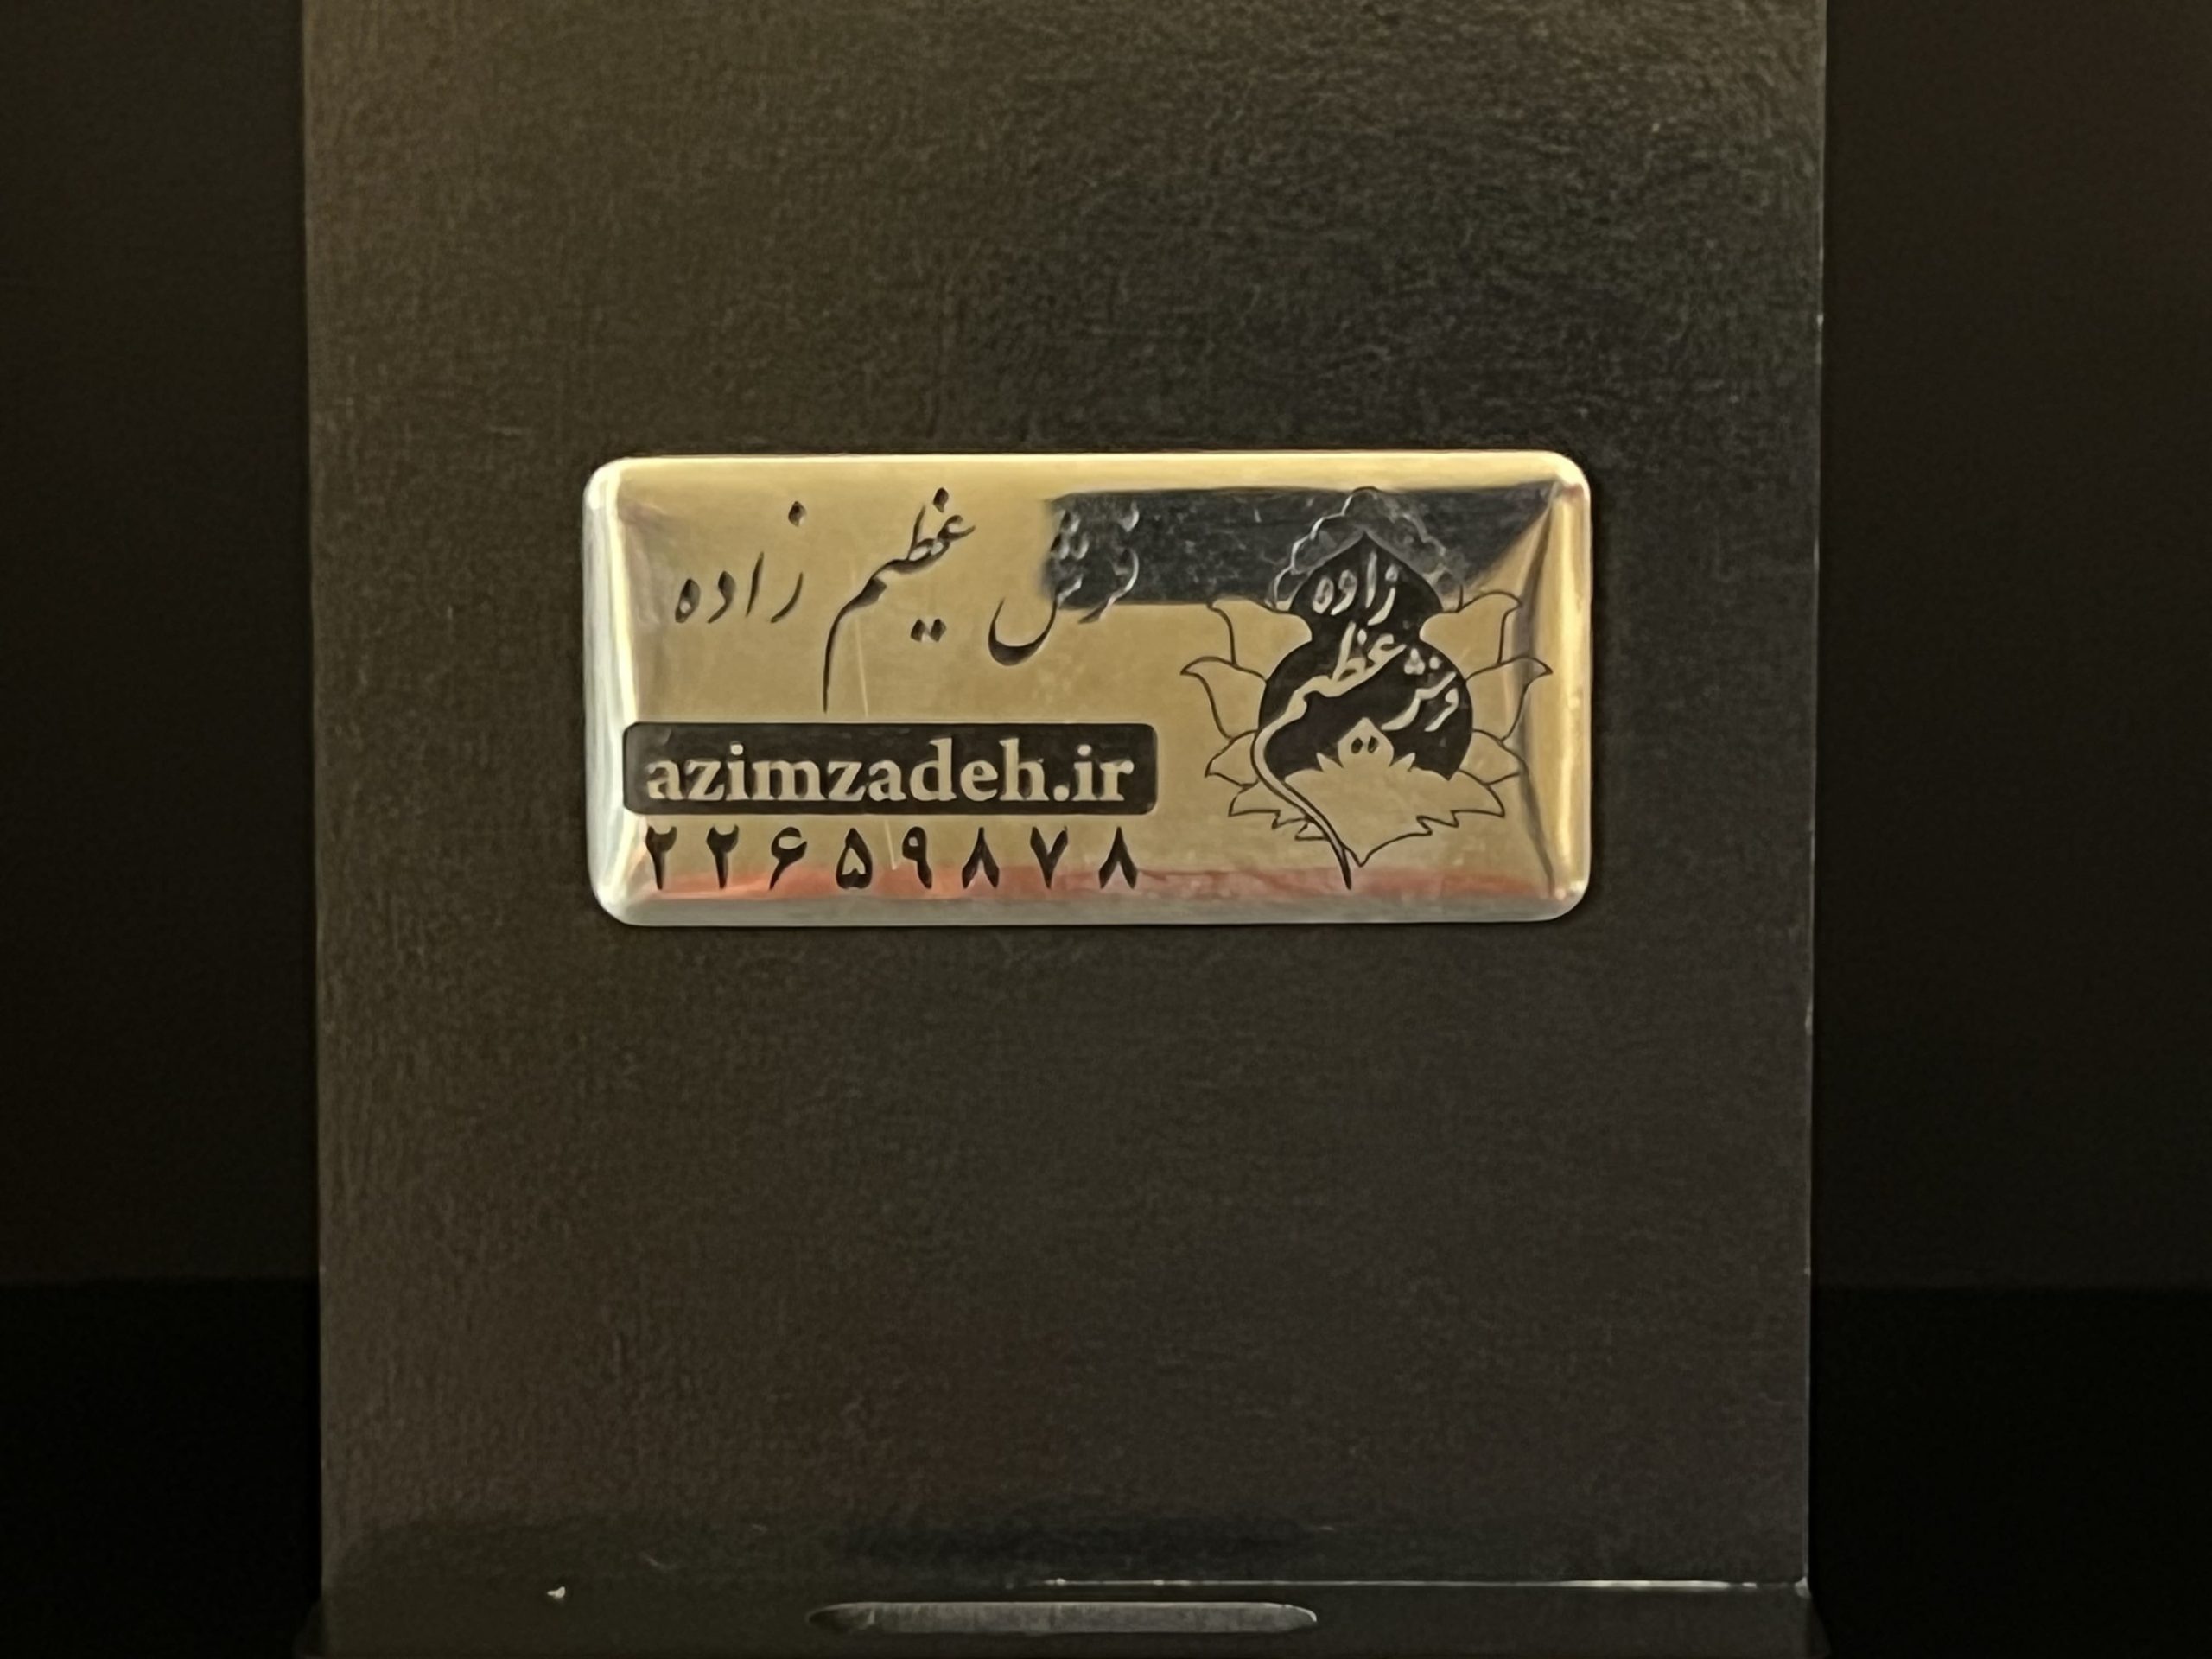 فرش عظیم زاده
azimzadeh.ir
۲۲۶۵۹۸۷۸
فرش عظیم زاده